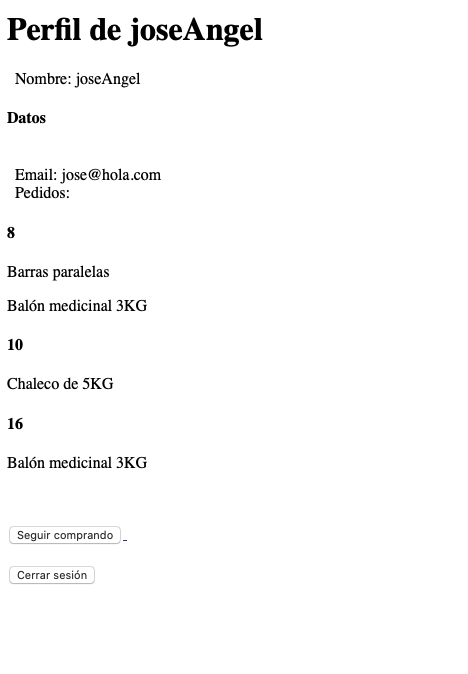 Perfil de joseAngel
Nombre: joseAngel
Datos
Email: jose@hola.com
Pedidos:
8
Barras paralelas
Balón medicinal 3KG
10
Chaleco de 5KG
16
Balón medicinal 3KG
Seguir comprando
Cerrar sesión